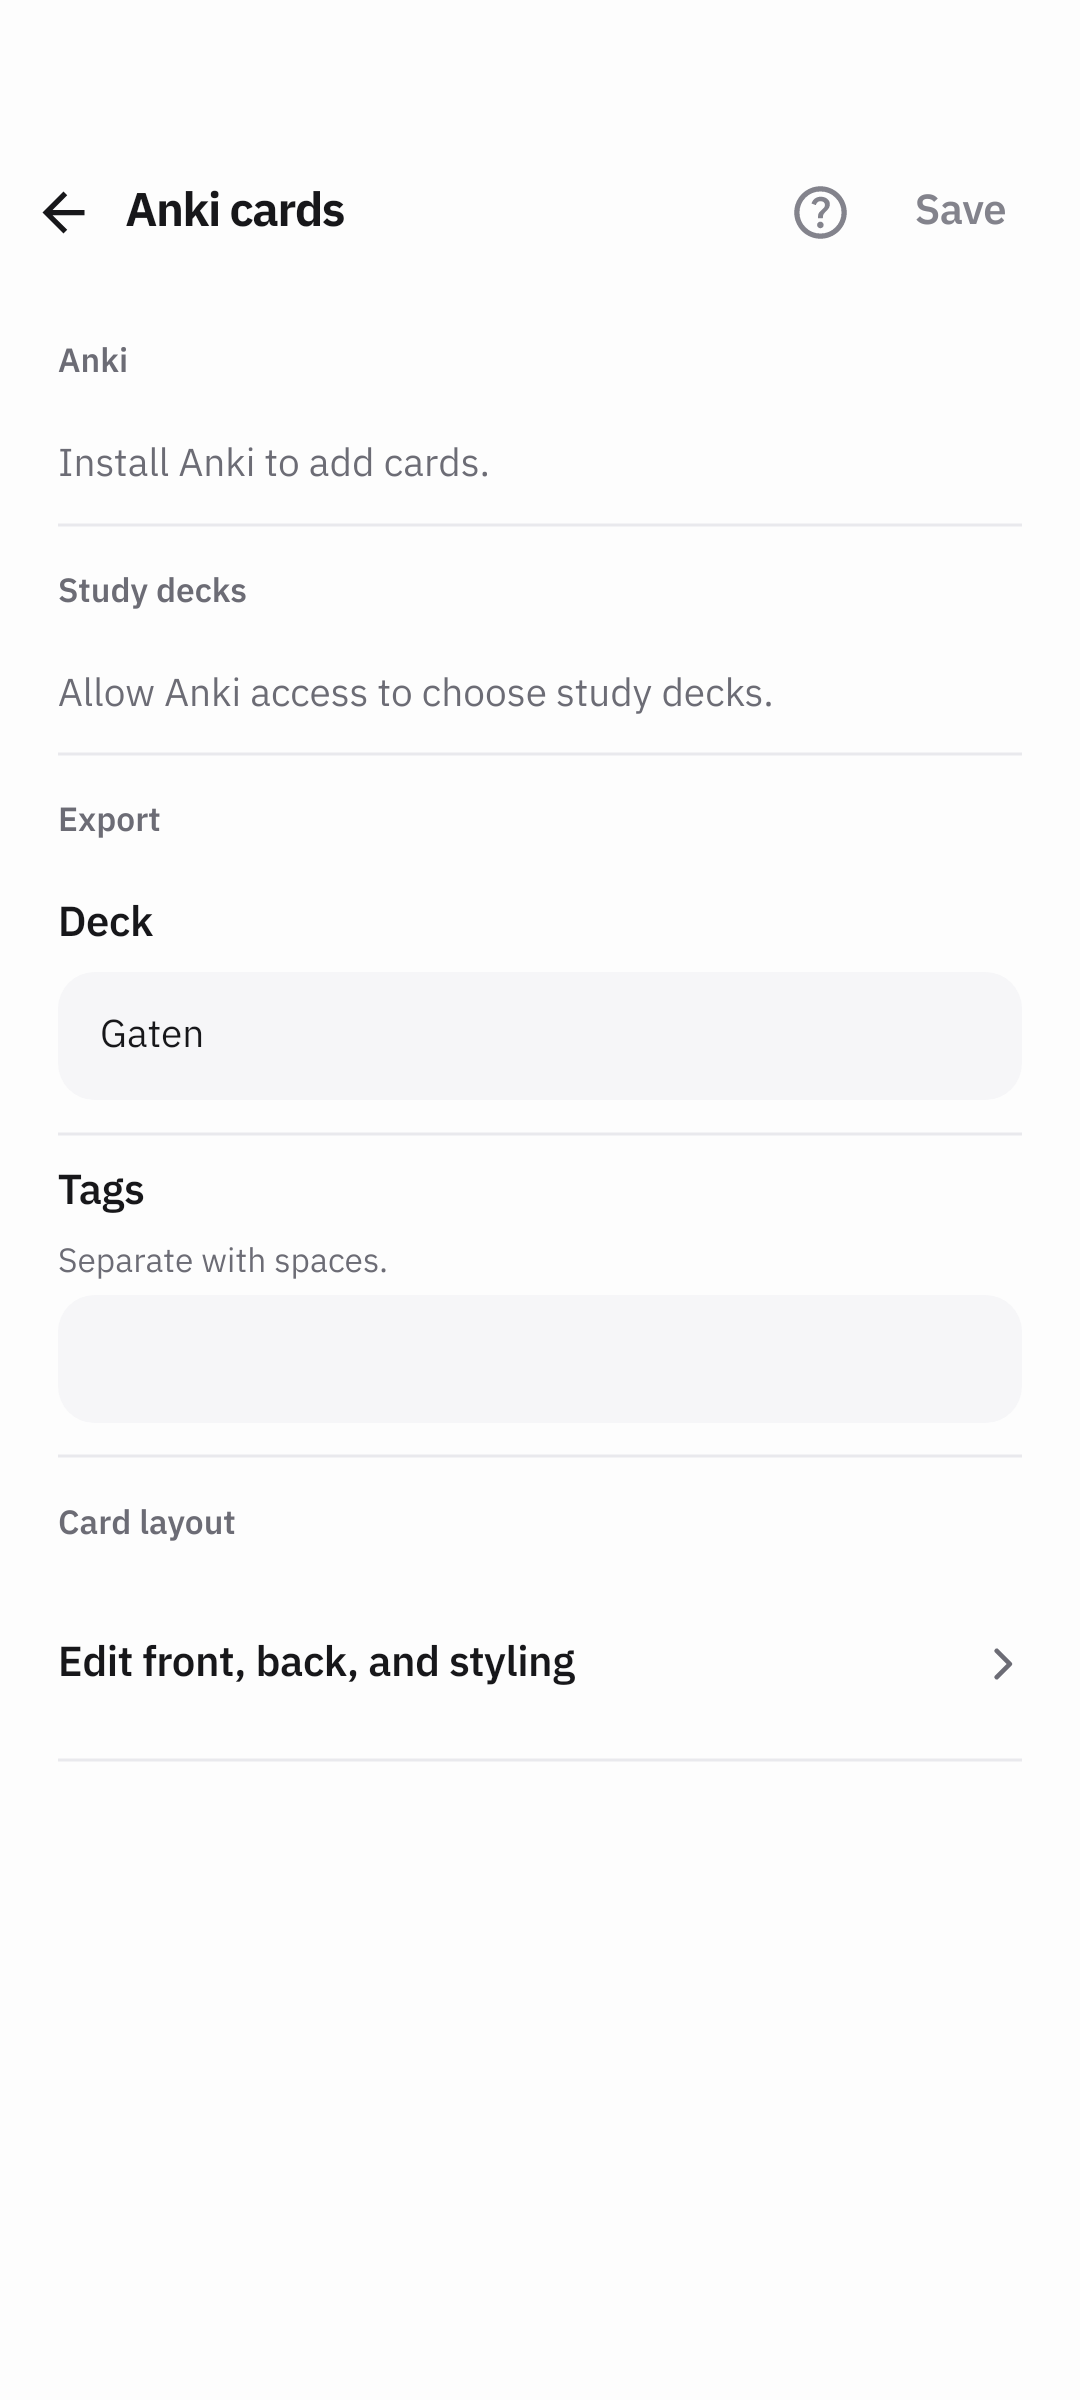 Anki cards
Save
Anki
Install Anki to add cards.
Study decks
Allow Anki access to choose study decks.
Export
Deck
Gaten
Tags
Separate with spaces.
Card layout
Edit front, back, and styling